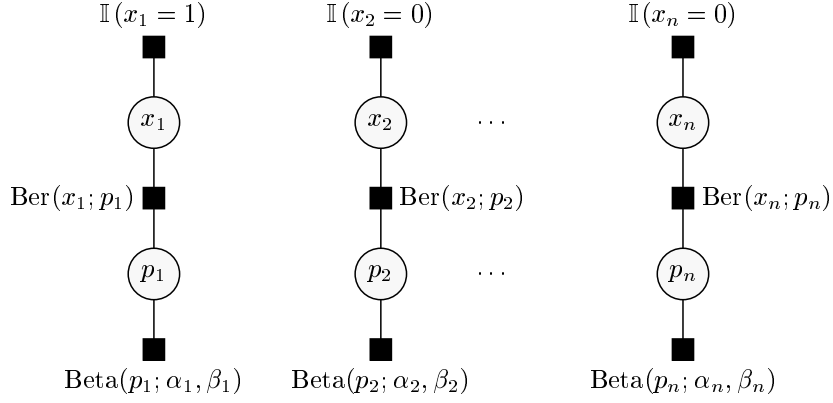 𝕀(x₁ = 1) 𝕀(x₂ = 0) 𝕀(xₙ = 0)
x₁ x₂ ··· xₙ
Ber(x₁; p₁) Ber(x₂; p₂) Ber(xₙ; pₙ)
p₁ p₂ ··· pₙ
Beta(p₁; α₁, β₁) Beta(p₂; α₂, β₂) Beta(pₙ; αₙ, βₙ)